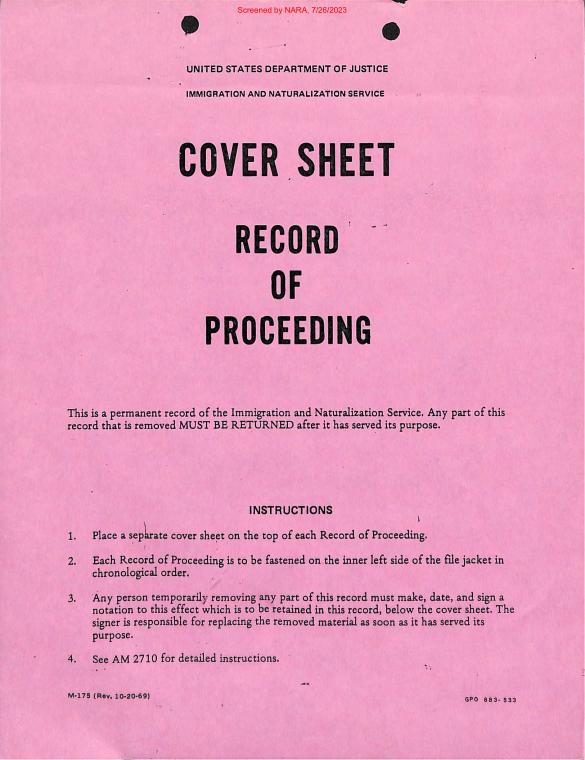 Screened by NARA, 7/26/2023
UNITED STATES DEPARTMENT OF JUSTICE
IMMIGRATION AND NATURALIZATION SERVICE
COVER SHEET
RECORD
OF
PROCEEDING
This is a permanent record of the Immigration and Naturalization Service. Any part of this
record that is removed MUST BE RETURNED after it has served its purpose.
INSTRUCTIONS
1. Place a separate cover sheet on the top of each Record of Proceeding.
2. Each Record of Proceeding is to be fastened on the inner left side of the file jacket in
chronological order.
3. Any person temporarily removing any part of this record must make, date, and sign a
notation to this effect which is to be retained in this record, below the cover sheet. The
signer is responsible for replacing the removed material as soon as it has served its
purpose.
4. See AM 2710 for detailed instructions.
M-175 (Rev. 10-20-69)
GPO 883-533